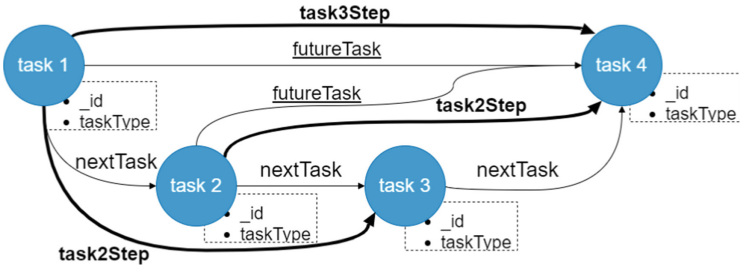 task3Step
task 1
futureTask
task 4
_id
taskType
futureTask
task2Step
_id
taskType
nextTask
task 2
nextTask
task 3
nextTask
_id
taskType
_id
taskType
task2Step